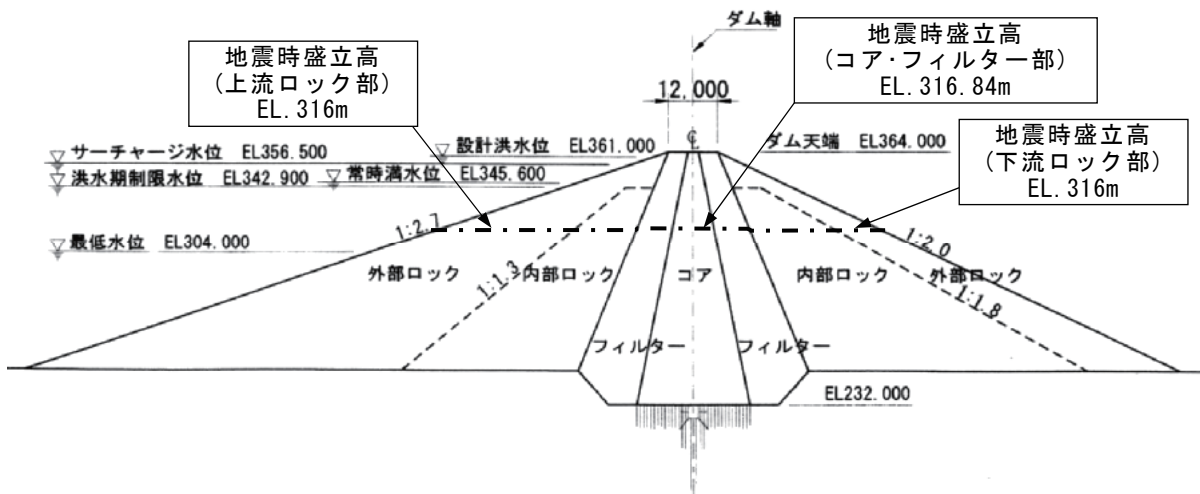 ダム軸
地震時盛立高
(上流ロック部)
EL.316m
地震時盛立高
(コア・フィルター部)
EL.316.84m
12,000
地震時盛立高
(下流ロック部)
EL.316m
℄
サーチャージ水位 EL356.500
設計洪水位 EL361.000
ダム天端 EL364.000
洪水期制限水位 EL342.900
常時満水位 EL345.600
最低水位 EL304.000
1:2.7
1:2.0
外部ロック
1:1.3
内部ロック
コア
内部ロック
外部ロック
1:1.8
フィルター
フィルター
EL232.000